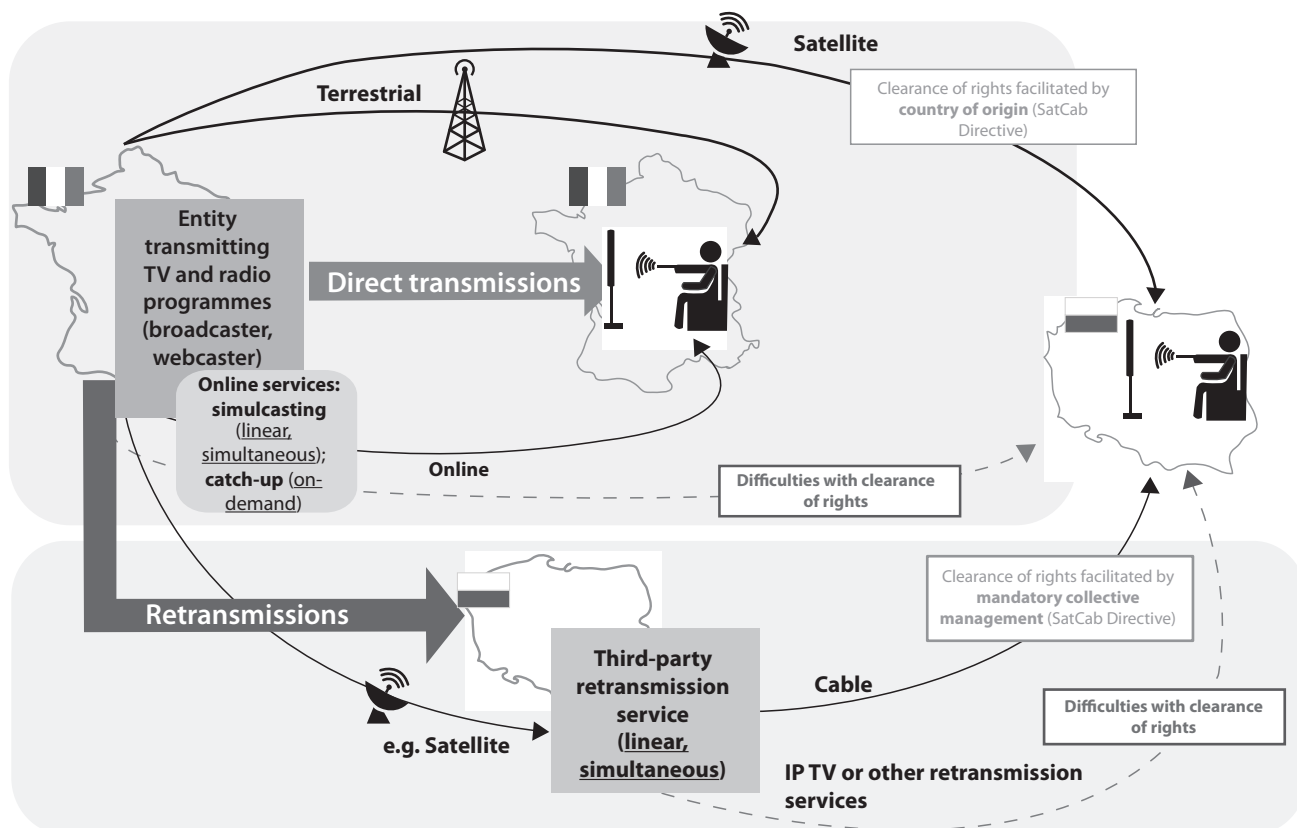 Satellite
Terrestrial
Clearance of rights facilitated by
country of origin (SatCab
Directive)
Entity
transmitting
TV and radio
programmes
(broadcaster,
webcaster)
Direct transmissions
Online services:
simulcasting
(linear,
simultaneous);
catch-up (on-
demand)
Online
Difficulties with clearance
of rights
Retransmissions
Clearance of rights facilitated by
mandatory collective
management (SatCab Directive)
Third-party
retransmission
service
(linear,
simultaneous)
Cable
e.g. Satellite
Difficulties with clearance
of rights
IP TV or other retransmission
services